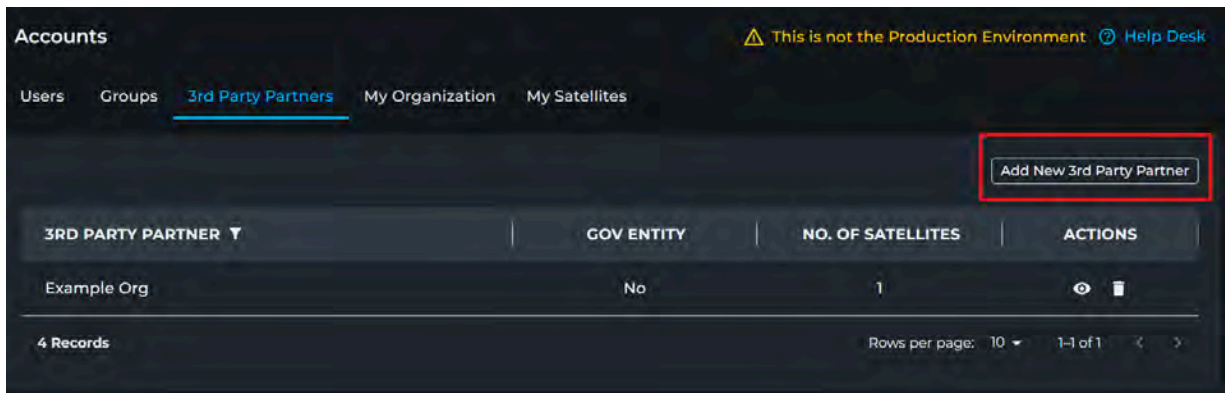 Accounts
This is not the Production Environment Help Desk
Users Groups 3rd Party Partners My Organization My Satellites
Add New 3rd Party Partner
3RD PARTY PARTNER GOV ENTITY NO. OF SATELLITES ACTIONS
Example Org No 1
4 Records Rows per page: 10 1-1 of 1